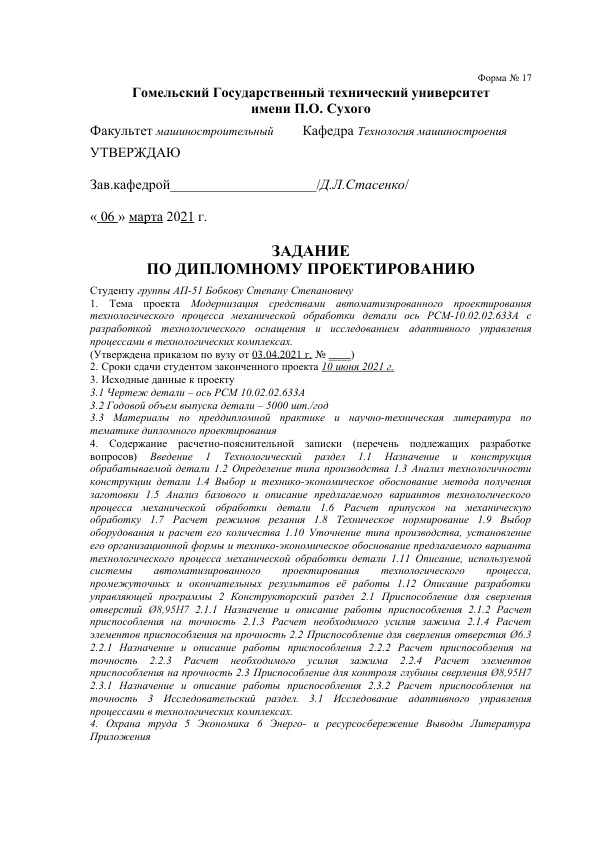 Форма № 17
Гомельский Государственный технический университет
имени П.О. Сухого
Факультет машиностроительный Кафедра Технология машиностроения
УТВЕРЖДАЮ
Зав.кафедрой_____________________/Д.Л.Стасенко/
« 06 » марта 2021 г.
ЗАДАНИЕ
ПО ДИПЛОМНОМУ ПРОЕКТИРОВАНИЮ
Студенту группы АП-51 Бобкову Степану Степановичу
1. Тема проекта Модернизация средствами автоматизированного проектирования
технологического процесса механической обработки детали ось РСМ-10.02.02.633А с
разработкой технологического оснащения и исследованием адаптивного управления
процессами в технологических комплексах.
(Утверждена приказом по вузу от 03.04.2021 г. № ____)
2. Сроки сдачи студентом законченного проекта 10 июня 2021 г.
3. Исходные данные к проекту
3.1 Чертеж детали – ось РСМ 10.02.02.633А
3.2 Годовой объем выпуска детали – 5000 шт./год
3.3 Материалы по преддипломной практике и научно-техническая литература по
тематике дипломного проектирования
4. Содержание расчетно-пояснительной записки (перечень подлежащих разработке
вопросов) Введение 1 Технологический раздел 1.1 Назначение и конструкция
обрабатываемой детали 1.2 Определение типа производства 1.3 Анализ технологичности
конструкции детали 1.4 Выбор и технико-экономическое обоснование метода получения
заготовки 1.5 Анализ базового и описание предлагаемого вариантов технологического
процесса механической обработки детали 1.6 Расчет припусков на механическую
обработку 1.7 Расчет режимов резания 1.8 Техническое нормирование 1.9 Выбор
оборудования и расчет его количества 1.10 Уточнение типа производства, установление
его организационной формы и технико-экономическое обоснование предлагаемого варианта
технологического процесса механической обработки детали 1.11 Описание, используемой
системы автоматизированного проектирования технологического процесса,
промежуточных и окончательных результатов её работы 1.12 Описание разработки
управляющей программы 2 Конструкторский раздел 2.1 Приспособление для сверления
отверстий Ø8,95H7 2.1.1 Назначение и описание работы приспособления 2.1.2 Расчет
приспособления на точность 2.1.3 Расчет необходимого усилия зажима 2.1.4 Расчет
элементов приспособления на прочность 2.2 Приспособление для сверления отверстия Ø6.3
2.2.1 Назначение и описание работы приспособления 2.2.2 Расчет приспособления на
точность 2.2.3 Расчет необходимого усилия зажима 2.2.4 Расчет элементов
приспособления на прочность 2.3 Приспособление для контроля глубины сверления Ø8,95H7
2.3.1 Назначение и описание работы приспособления 2.3.2 Расчет приспособления на
точность 3 Исследовательский раздел. 3.1 Исследование адаптивного управления
процессами в технологических комплексах.
4. Охрана труда 5 Экономика 6 Энерго- и ресурсосбережение Выводы Литература
Приложения